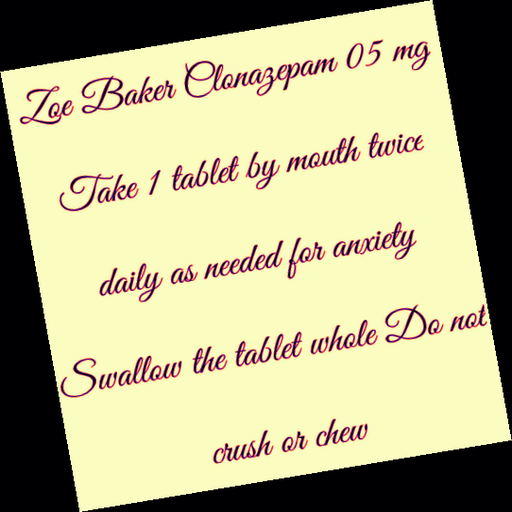 Zoe Baker Clonazepam 05 mg
Take 1 tablet by mouth twice
daily as needed for anxiety
Swallow the tablet whole Do not
crush or chew